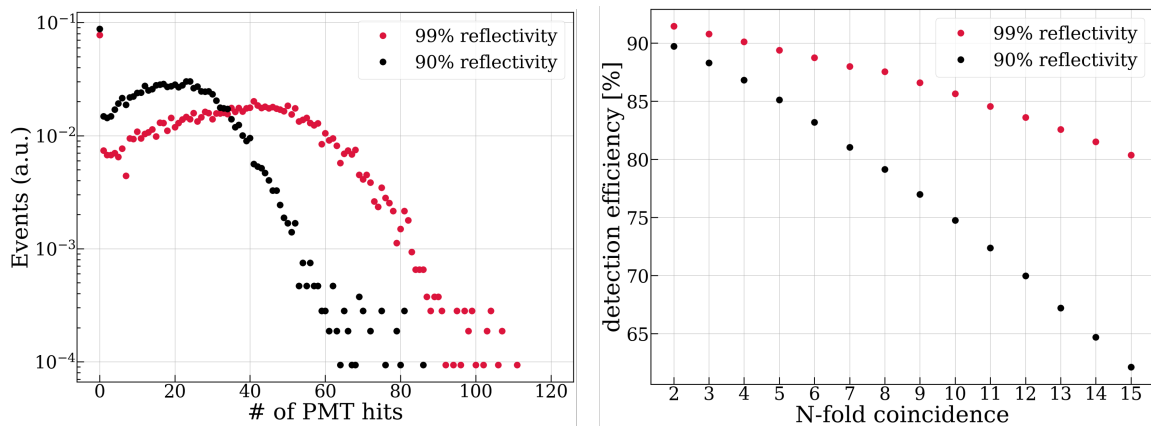 10⁻¹
10⁻²
10⁻³
10⁻⁴
Events (a.u.)
99% reflectivity
90% reflectivity
0 20 40 60 80 100 120
# of PMT hits
90
85
80
75
70
65
detection efficiency [%]
99% reflectivity
90% reflectivity
2 3 4 5 6 7 8 9 10 11 12 13 14 15
N-fold coincidence